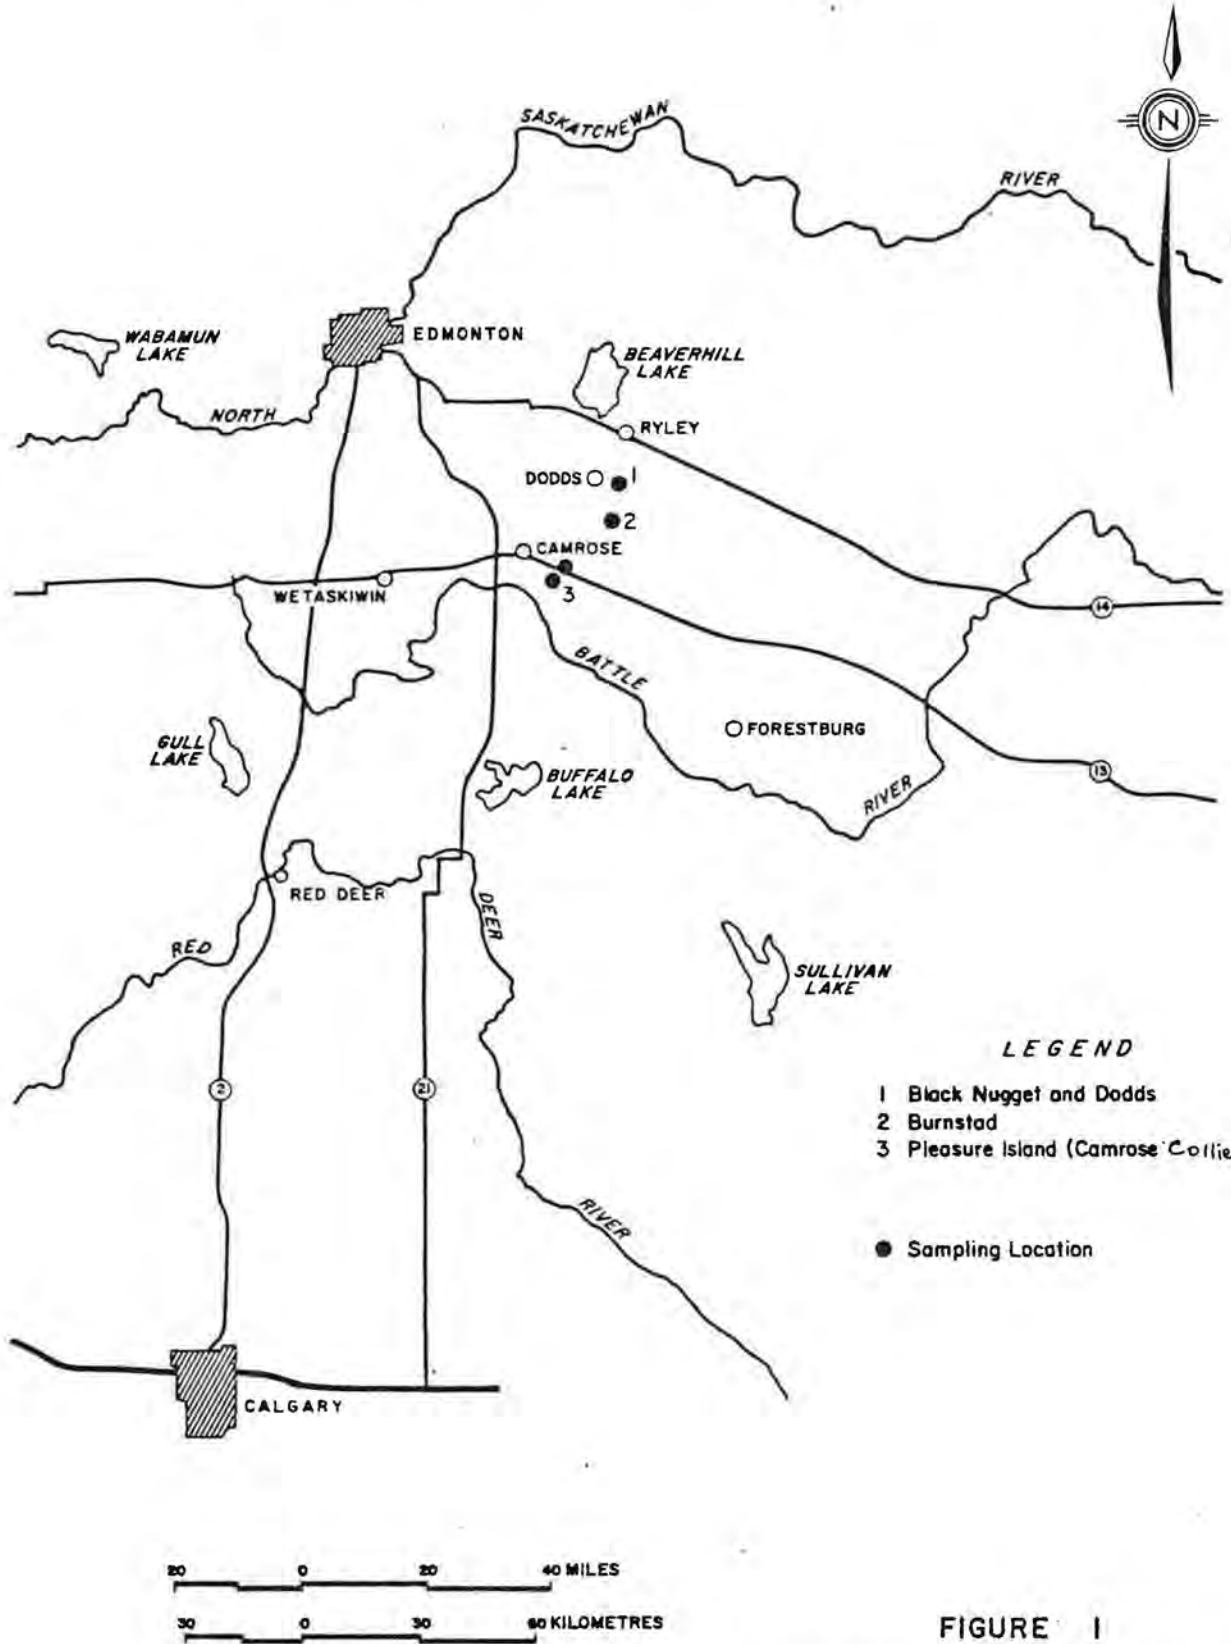 N
SASKATCHEWAN
RIVER
WABAMUN
LAKE
EDMONTON
BEAVERHILL
LAKE
NORTH
RYLEY
DODDS
1
2
CAMROSE
WETASKIWIN
3
14
BATTLE
FORESTBURG
GULL
LAKE
BUFFALO
LAKE
13
RIVER
RED DEER
DEER
RED
SULLIVAN
LAKE
LEGEND
2
21
1 Black Nugget and Dodds
2 Burnstad
3 Pleasure Island (Camrose Collie
RIVER
Sampling Location
CALGARY
20 0 20 40 MILES
30 0 30 60 KILOMETRES
FIGURE 1